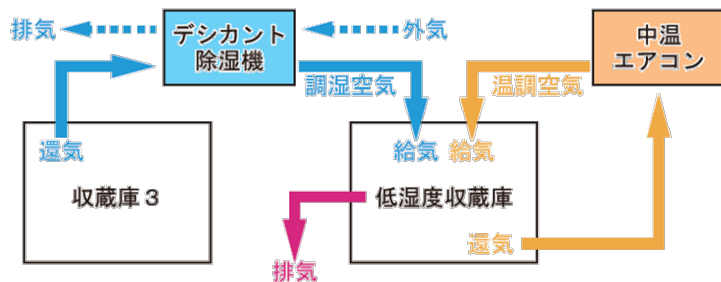 排気
デシカント
除湿機
外気
中温
エアコン
調湿空気
温調空気
還気
給気
給気
収蔵庫３
低湿度収蔵庫
還気
排気